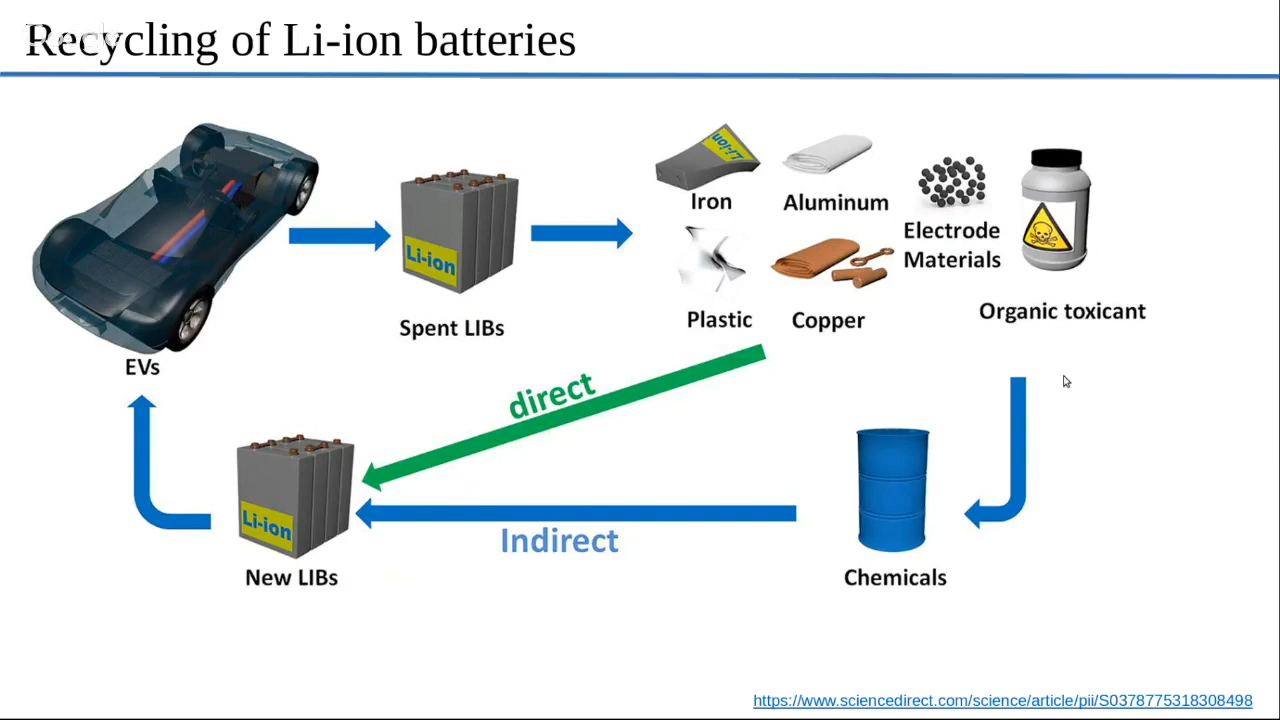 Recycling of Li-ion batteries
Li-ion
Iron
Aluminum
Electrode
Materials
Li-ion
Plastic
Copper
Organic toxicant
Spent LIBs
EVs
direct
Li-ion
Indirect
New LIBs
Chemicals
https://www.sciencedirect.com/science/article/pii/S0378775318308498